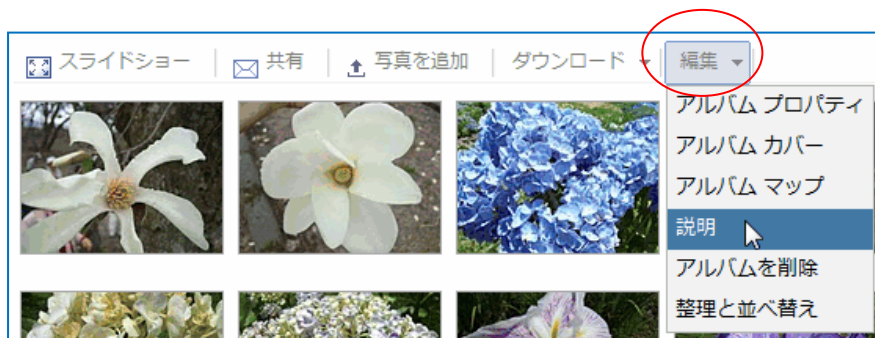 スライドショー 共有 写真を追加 ダウンロード 編集
アルバム プロパティ
アルバム カバー
アルバム マップ
説明
アルバムを削除
整理と並べ替え